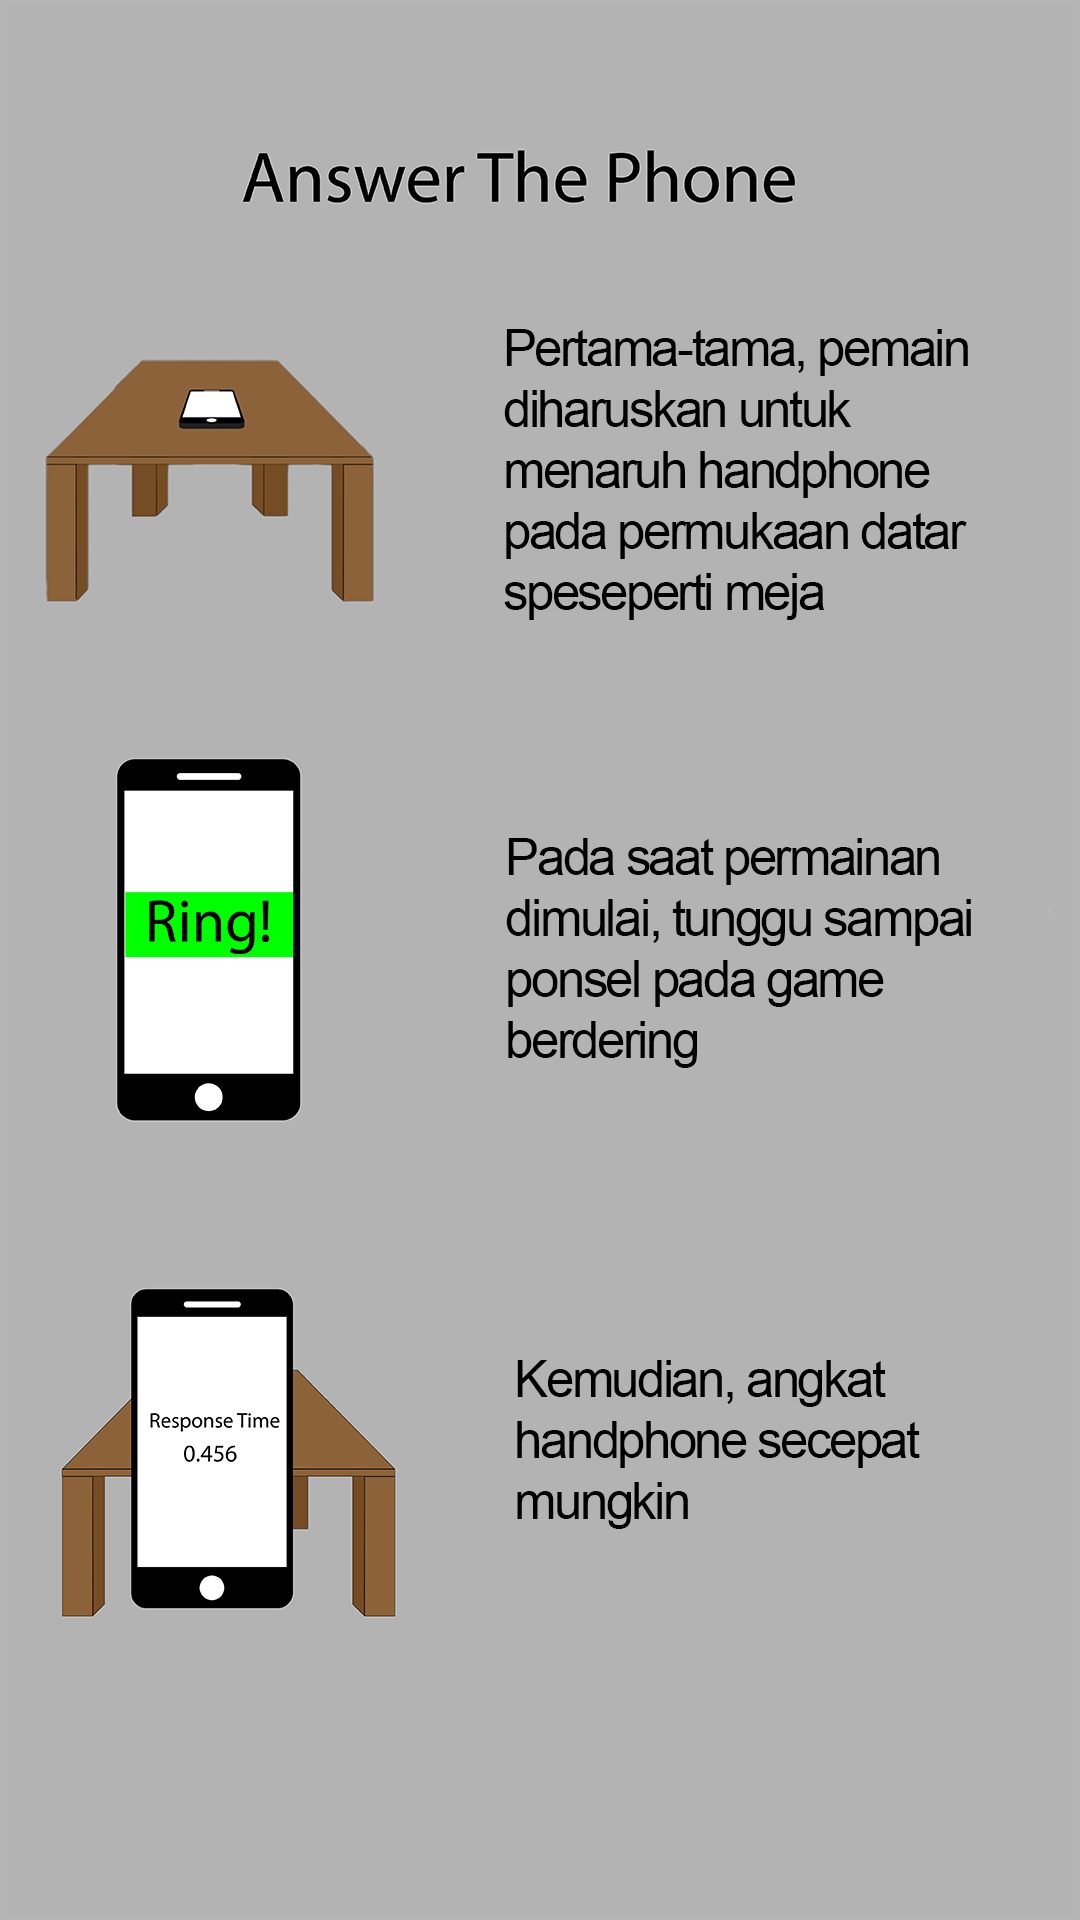 Answer The Phone
Pertama-tama, pemain
diharuskan untuk
menaruh handphone
pada permukaan datar
speseperti meja
Ring!
Pada saat permainan
dimulai, tunggu sampai
ponsel pada game
berdering
Response Time
0.456
Kemudian, angkat
handphone secepat
mungkin